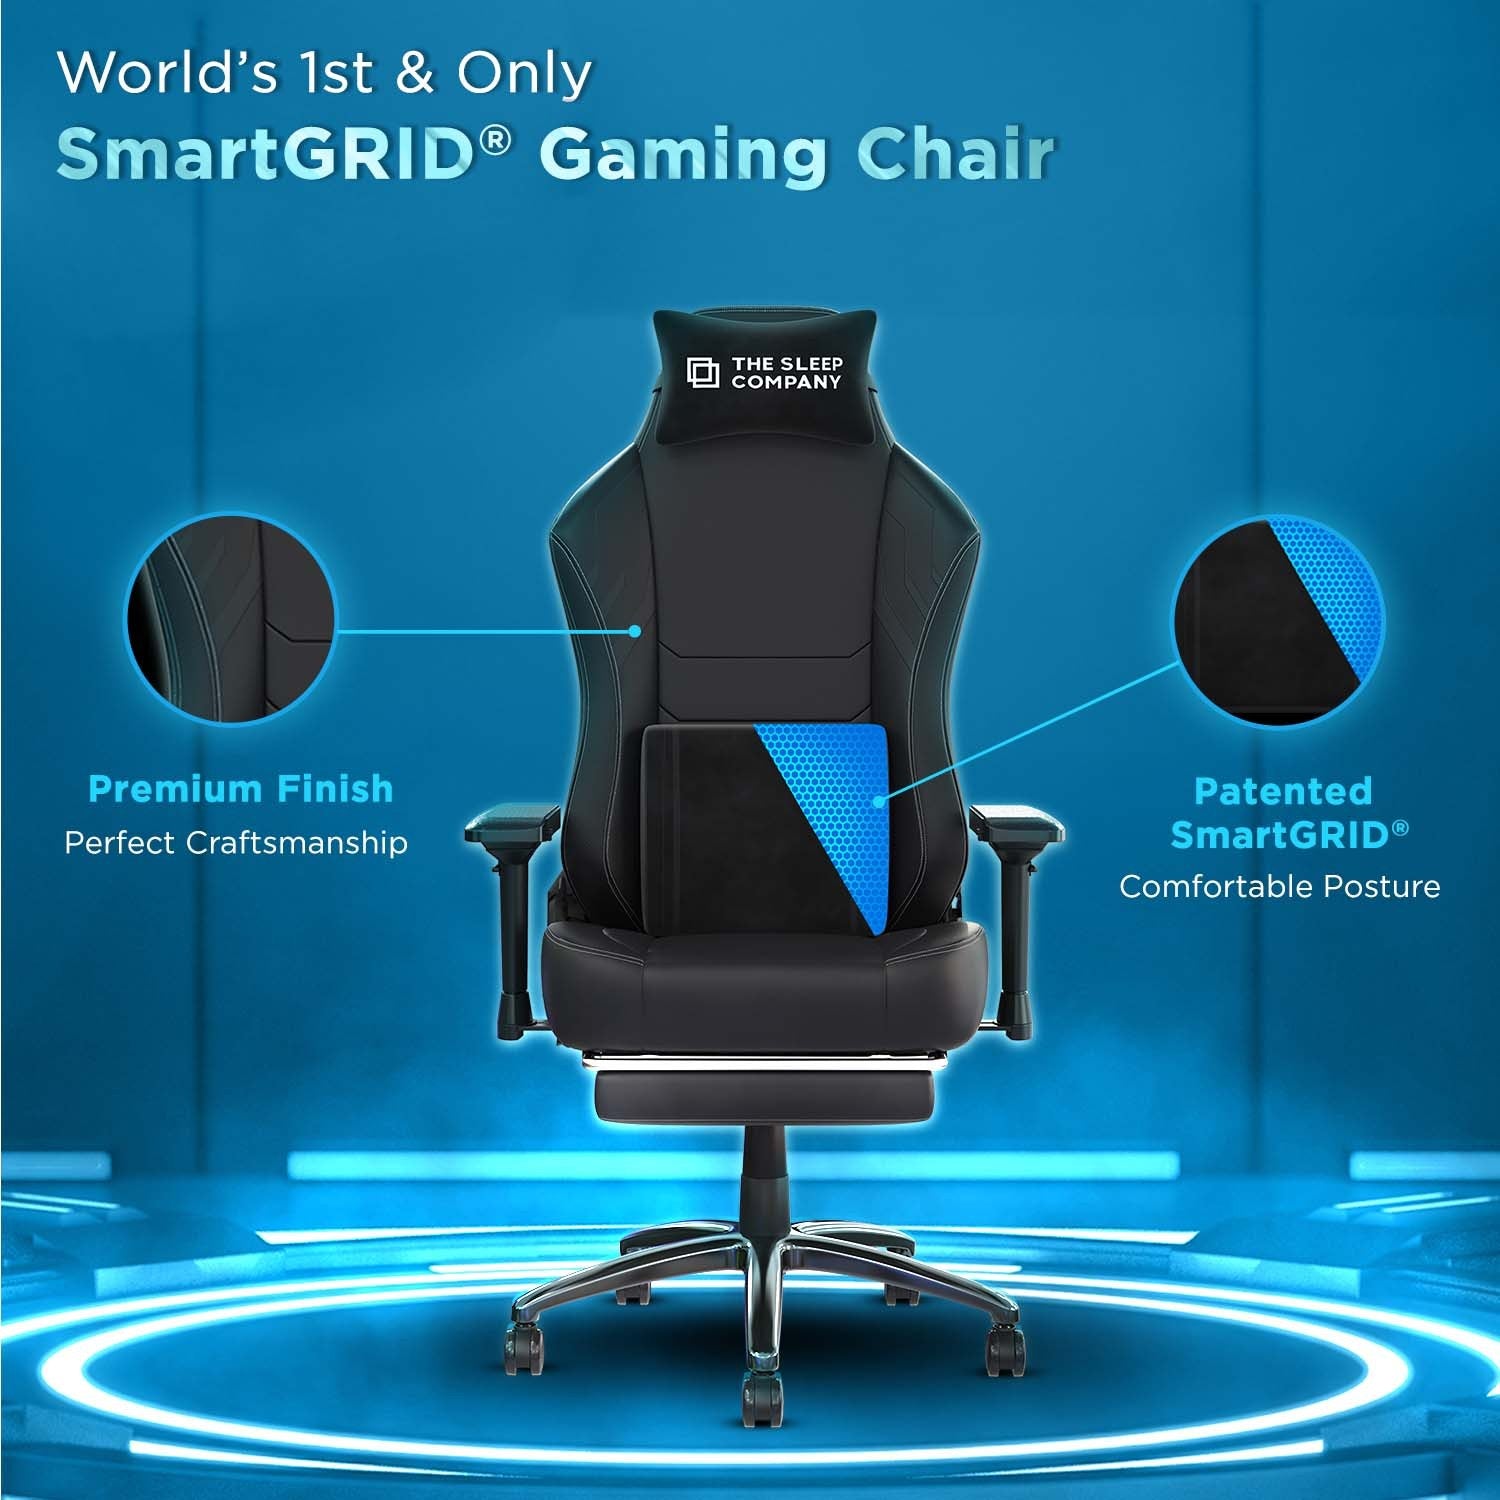 World's 1st & Only
SmartGRID® Gaming Chair
THE SLEEP
COMPANY
Premium Finish
Perfect Craftsmanship
Patented
SmartGRID®
Comfortable Posture